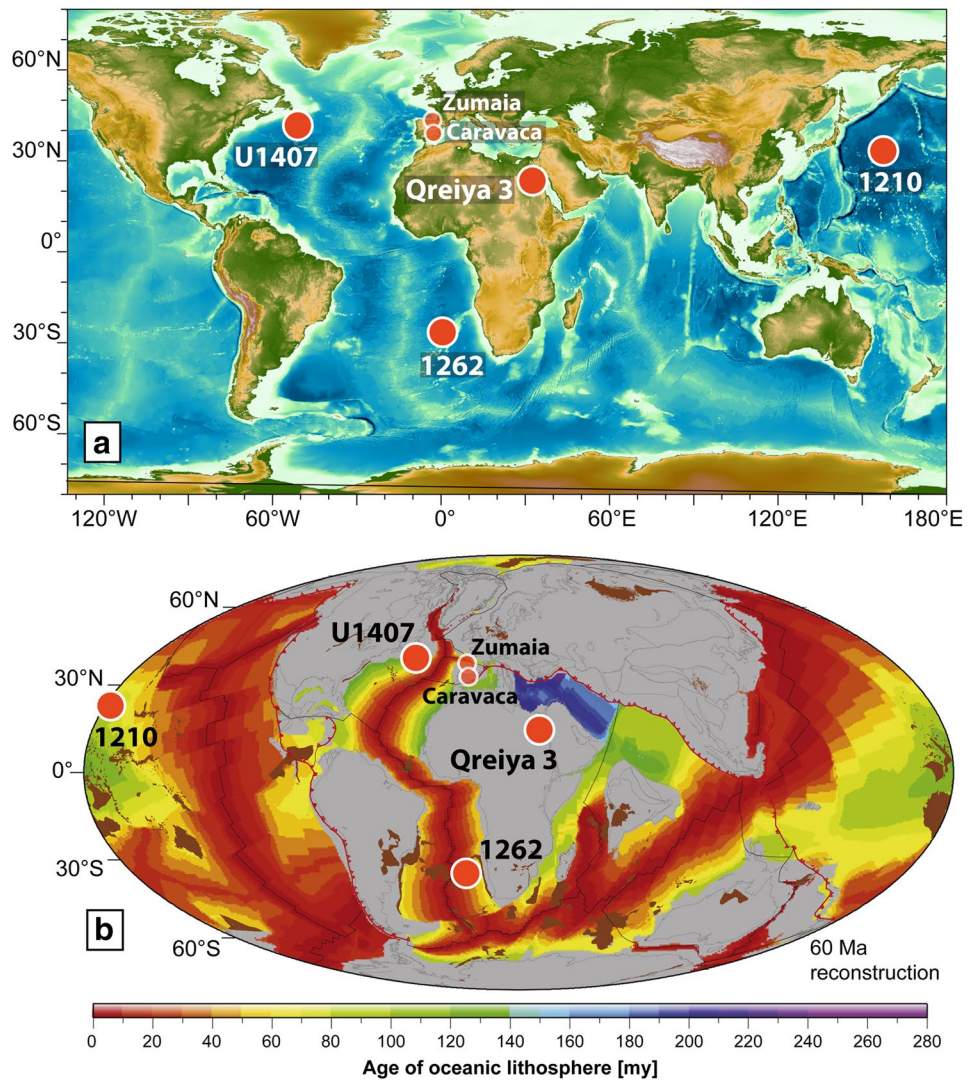 60°N
30°N
0°
30°S
60°S
Zumaia
Caravaca
U1407
Qreiya 3
1210
1262
a
120°W
60°W
0°
60°E
120°E
180°E
60°N
30°N
0°
30°S
60°S
U1407
Zumaia
Caravaca
1210
Qreiya 3
1262
b
60 Ma
reconstruction
0 20 40 60 80 100 120 140 160 180 200 220 240 260 280
Age of oceanic lithosphere [my]